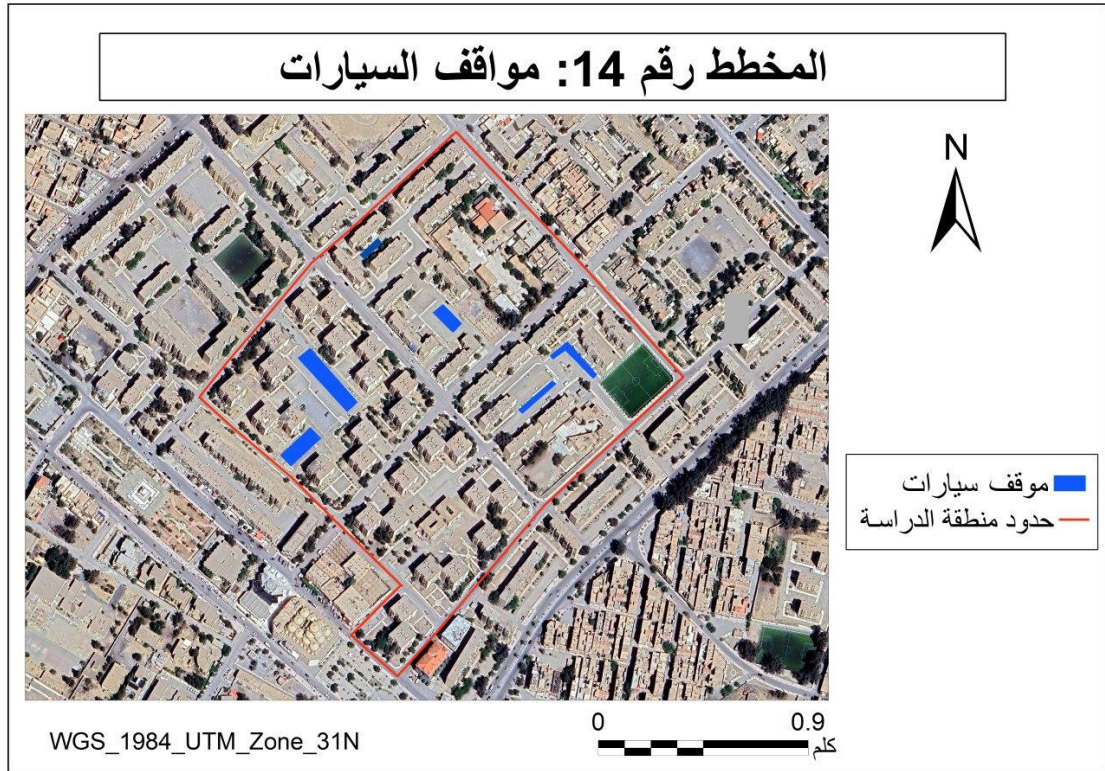 المخطط رقم 14: مواقف السيارات
N
موقف سيارات
حدود منطقة الدراسة
0 0.9
كلم
WGS_1984_UTM_Zone_31N